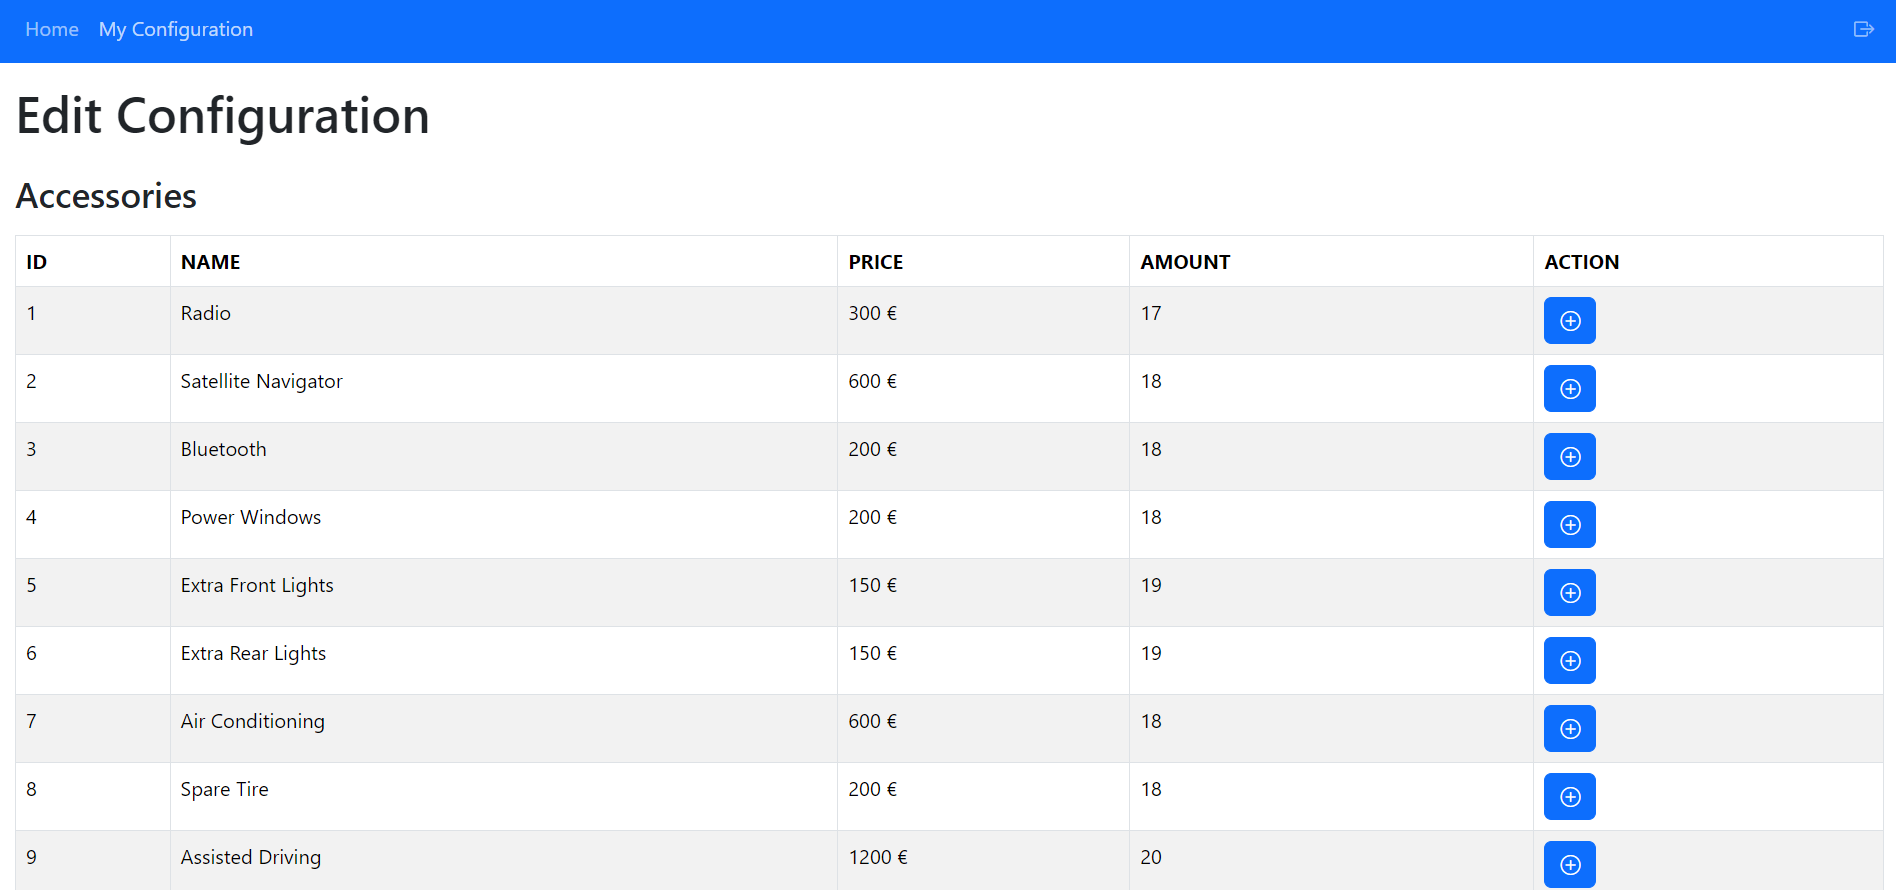 Home My Configuration
Edit Configuration
Accessories
ID NAME PRICE AMOUNT ACTION
1 Radio 300 € 17
2 Satellite Navigator 600 € 18
3 Bluetooth 200 € 18
4 Power Windows 200 € 18
5 Extra Front Lights 150 € 19
6 Extra Rear Lights 150 € 19
7 Air Conditioning 600 € 18
8 Spare Tire 200 € 18
9 Assisted Driving 1200 € 20